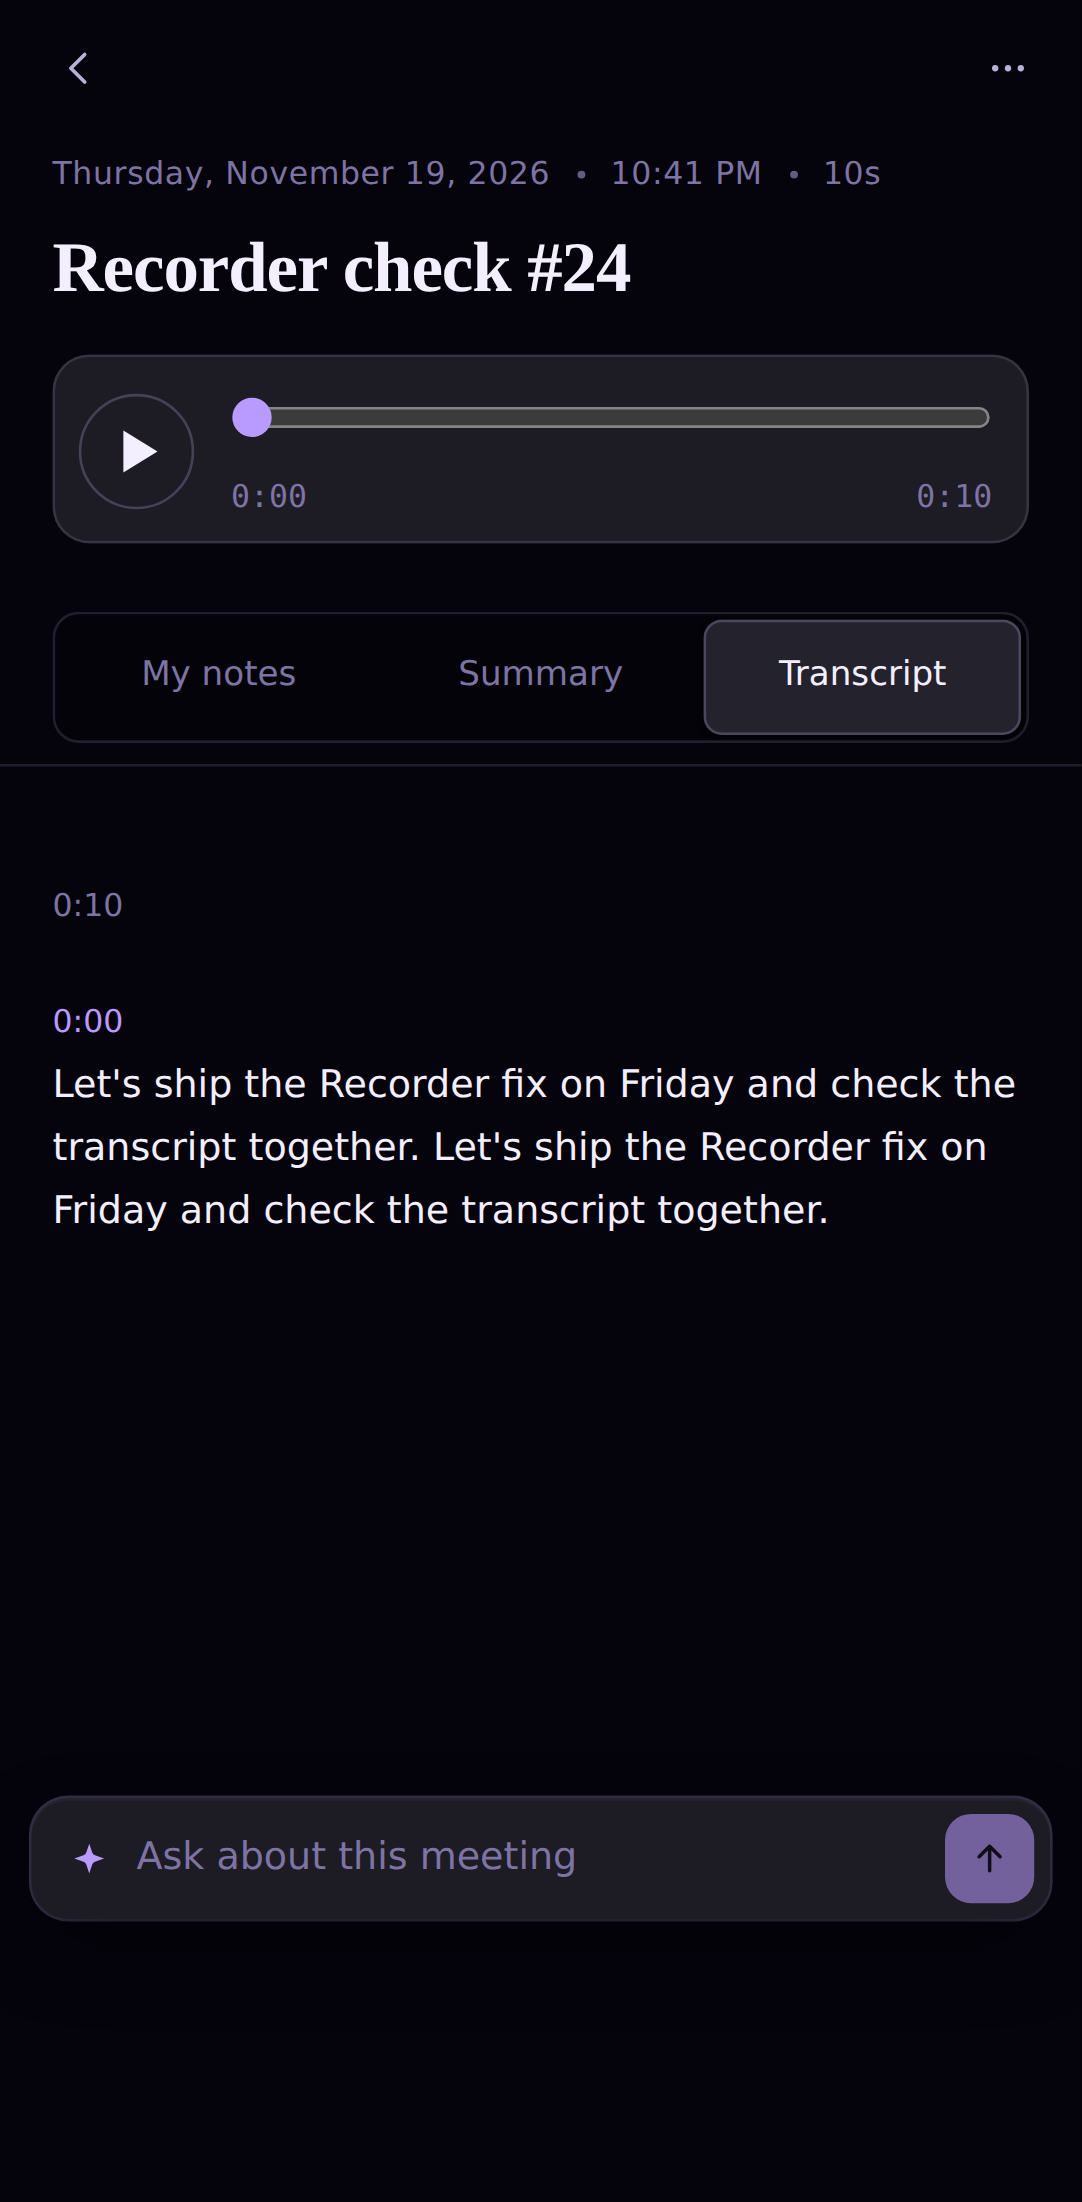 Thursday, November 19, 2026 • 10:41 PM • 10s
Recorder check #24
0:00 0:10
My notes Summary Transcript
0:10
0:00
Let's ship the Recorder fix on Friday and check the
transcript together. Let's ship the Recorder fix on
Friday and check the transcript together.
Ask about this meeting